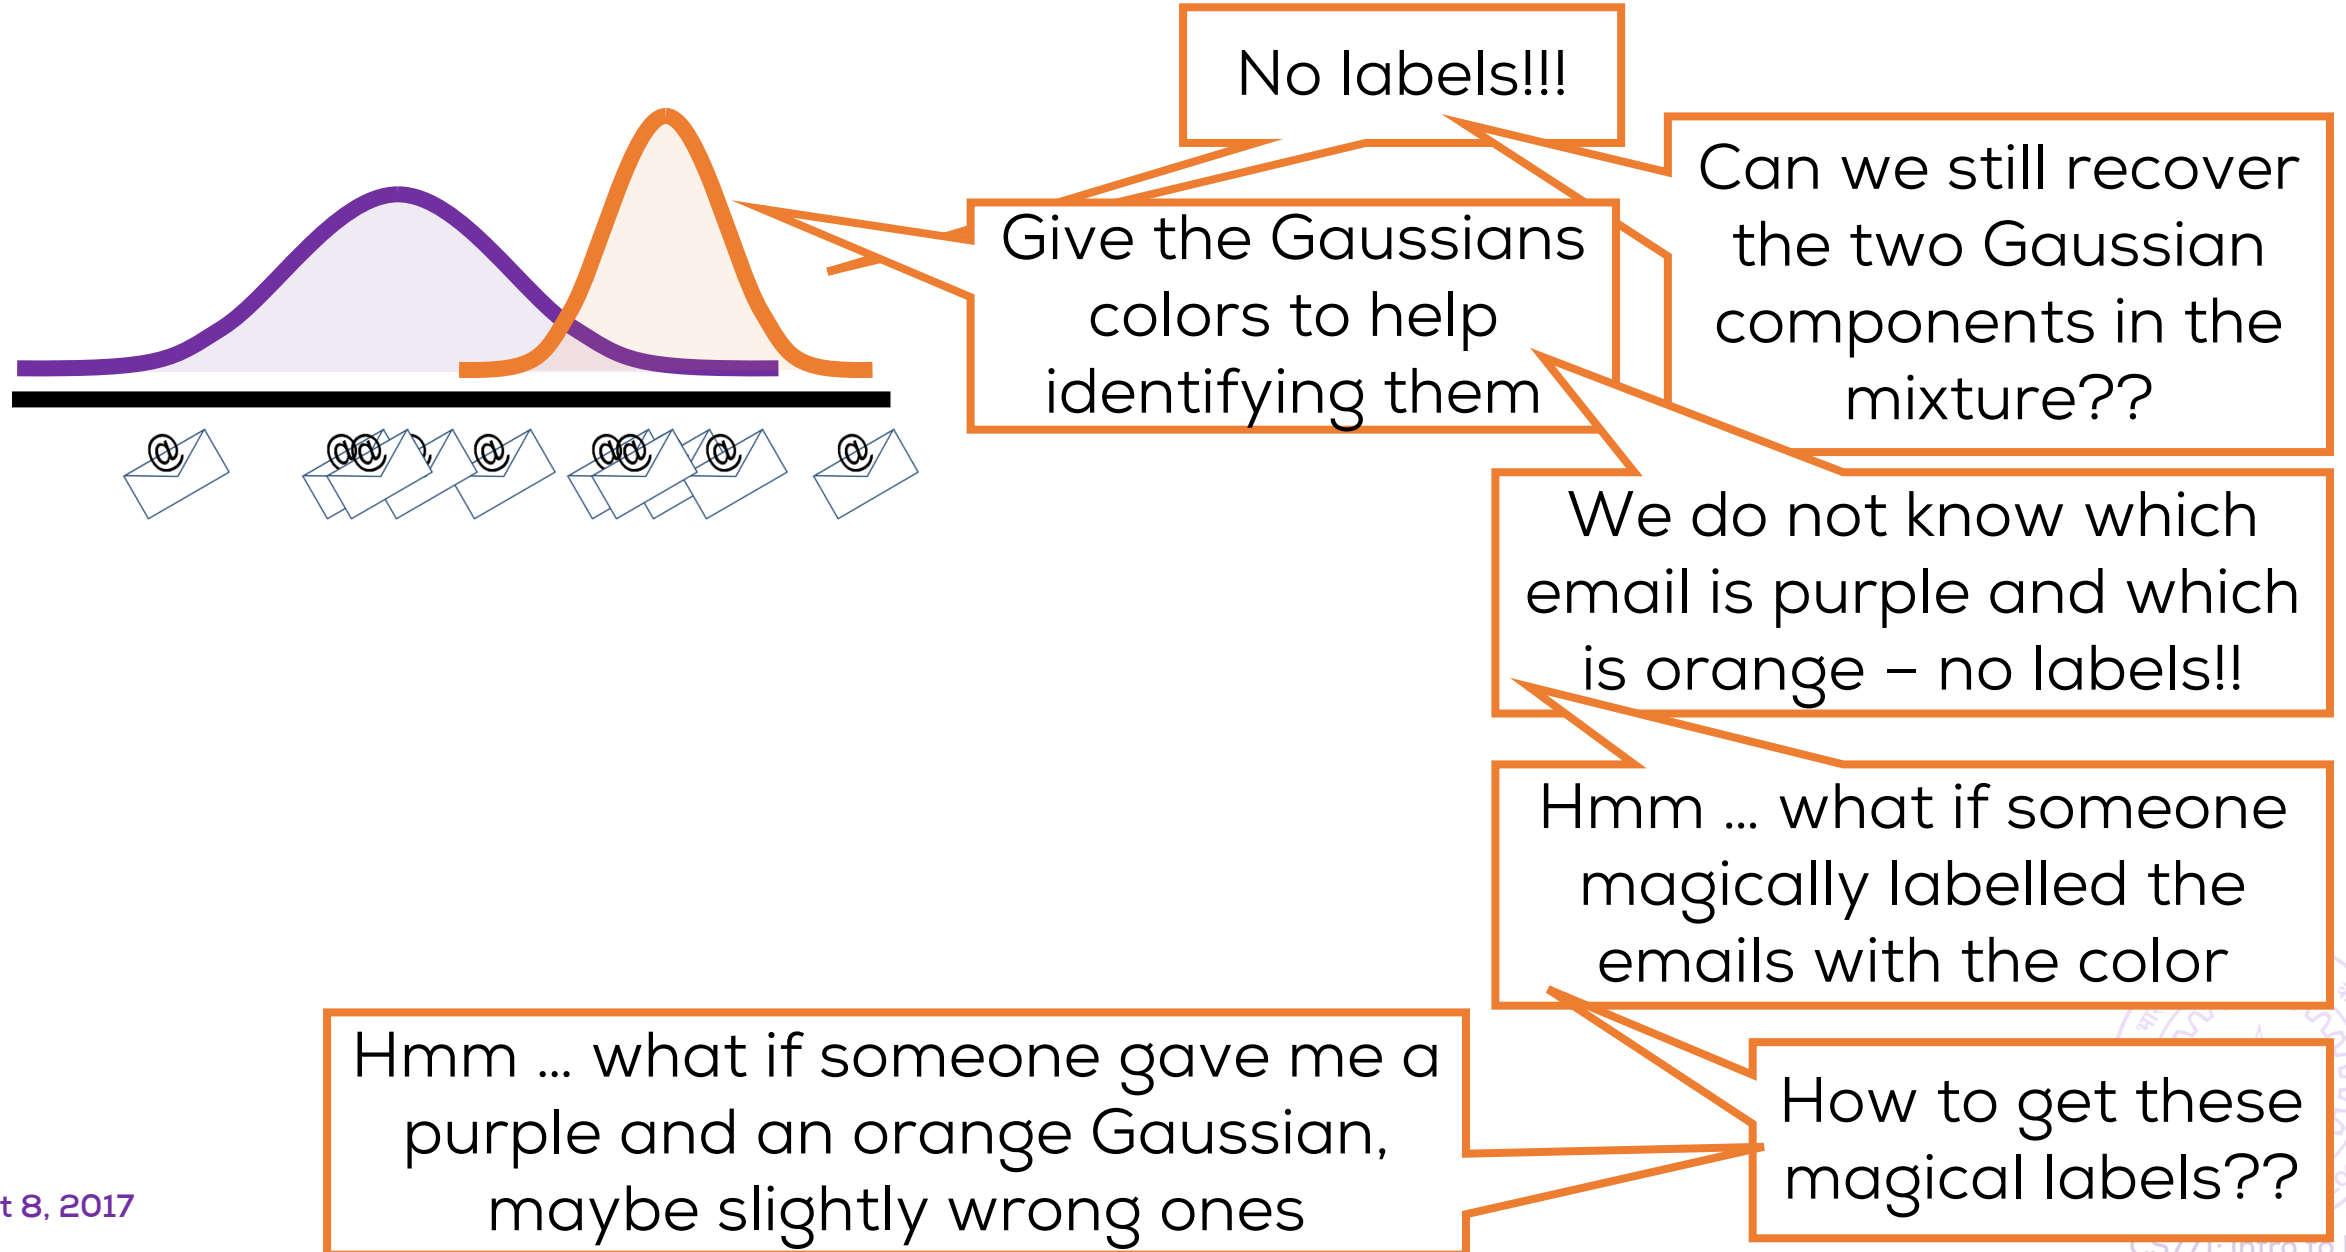 No labels!!!
Can we still recover
the two Gaussian
components in the
mixture??
Give the Gaussians
colors to help
identifying them
@ @ @ @ @ @ @ @ @
We do not know which
email is purple and which
is orange – no labels!!
Hmm … what if someone
magically labelled the
emails with the color
How to get these
magical labels??
Hmm … what if someone gave me a
purple and an orange Gaussian,
maybe slightly wrong ones
t 8, 2017
CS771: Intro to